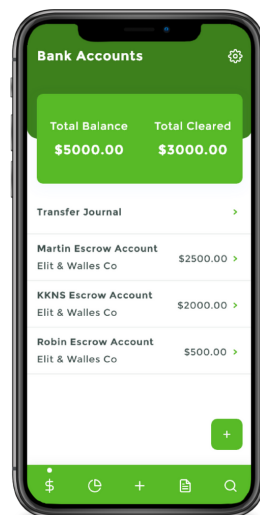 Bank Accounts
Total Balance Total Cleared
$5000.00 $3000.00
Transfer Journal
Martin Escrow Account
Elit & Walles Co
$2500.00
KKNS Escrow Account
Elit & Walles Co
$2000.00
Robin Escrow Account
Elit & Walles Co
$500.00